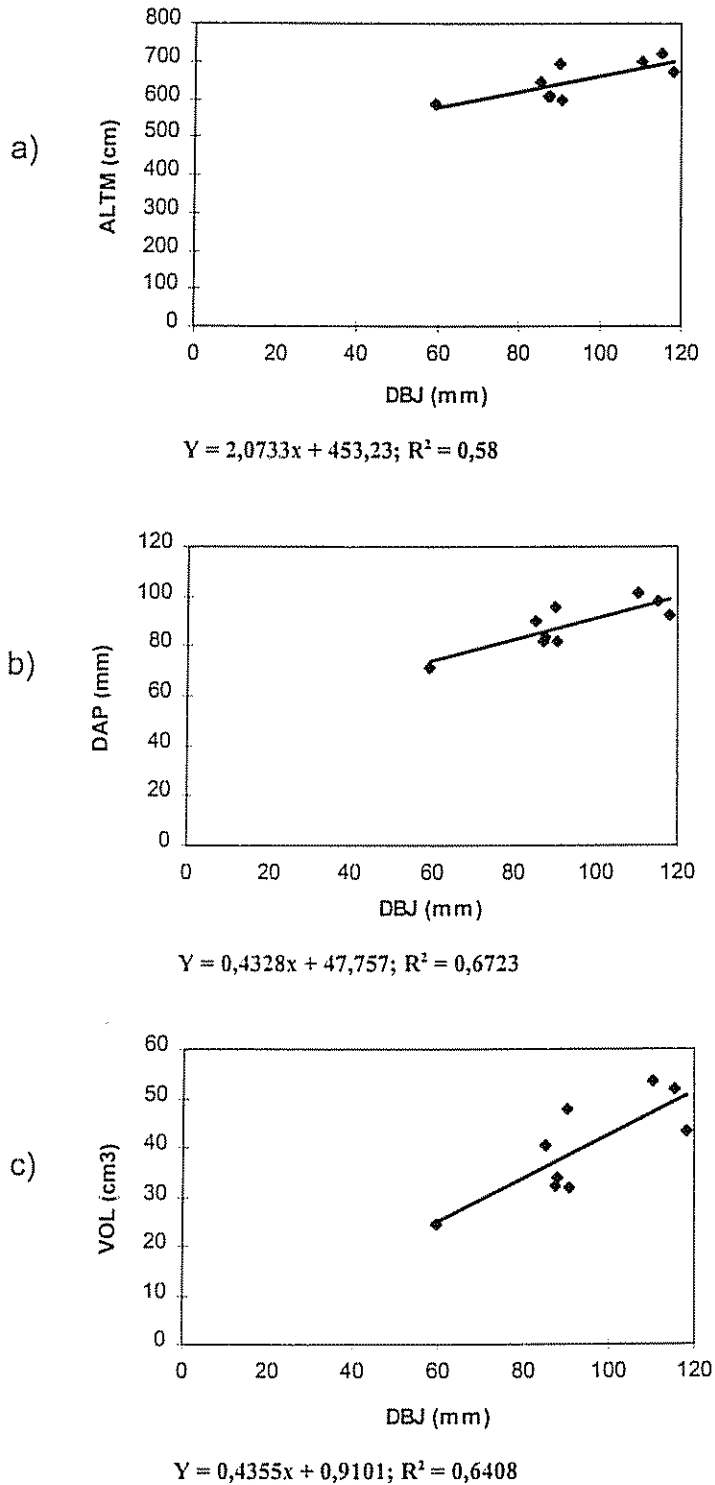 a)
ALTM (cm)
800
700
600
500
400
300
200
100
0
0 20 40 60 80 100 120
DBJ (mm)
Y = 2,0733x + 453,23; R² = 0,58
b)
DAP (mm)
120
100
80
60
40
20
0
0 20 40 60 80 100 120
DBJ (mm)
Y = 0,4328x + 47,757; R² = 0,6723
c)
VOL (cm3)
60
50
40
30
20
10
0
0 20 40 60 80 100 120
DBJ (mm)
Y = 0,4355x + 0,9101; R² = 0,6408